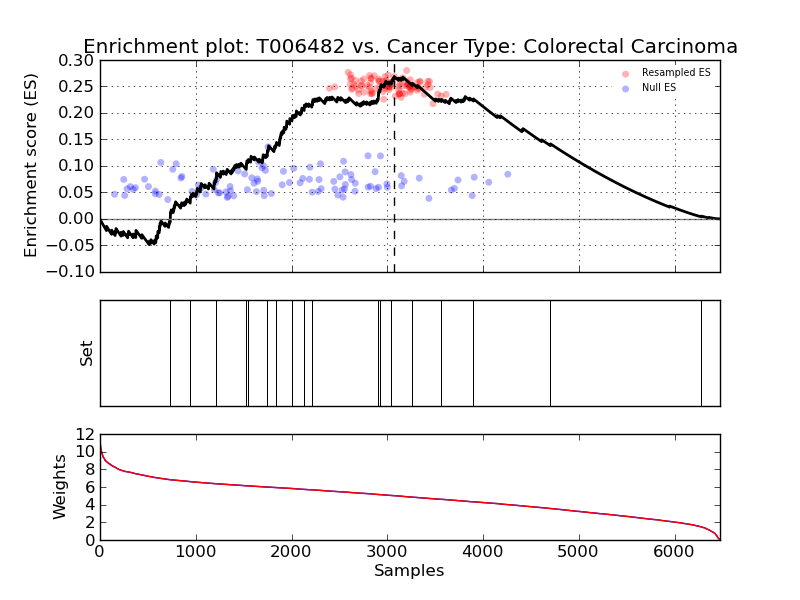 Enrichment plot: T006482 vs. Cancer Type: Colorectal Carcinoma
Enrichment score (ES)
0.30
0.25
0.20
0.15
0.10
0.05
0.00
−0.05
−0.10
Resampled ES
Null ES
Set
Weights
12
10
8
6
4
2
0
0 1000 2000 3000 4000 5000 6000
Samples